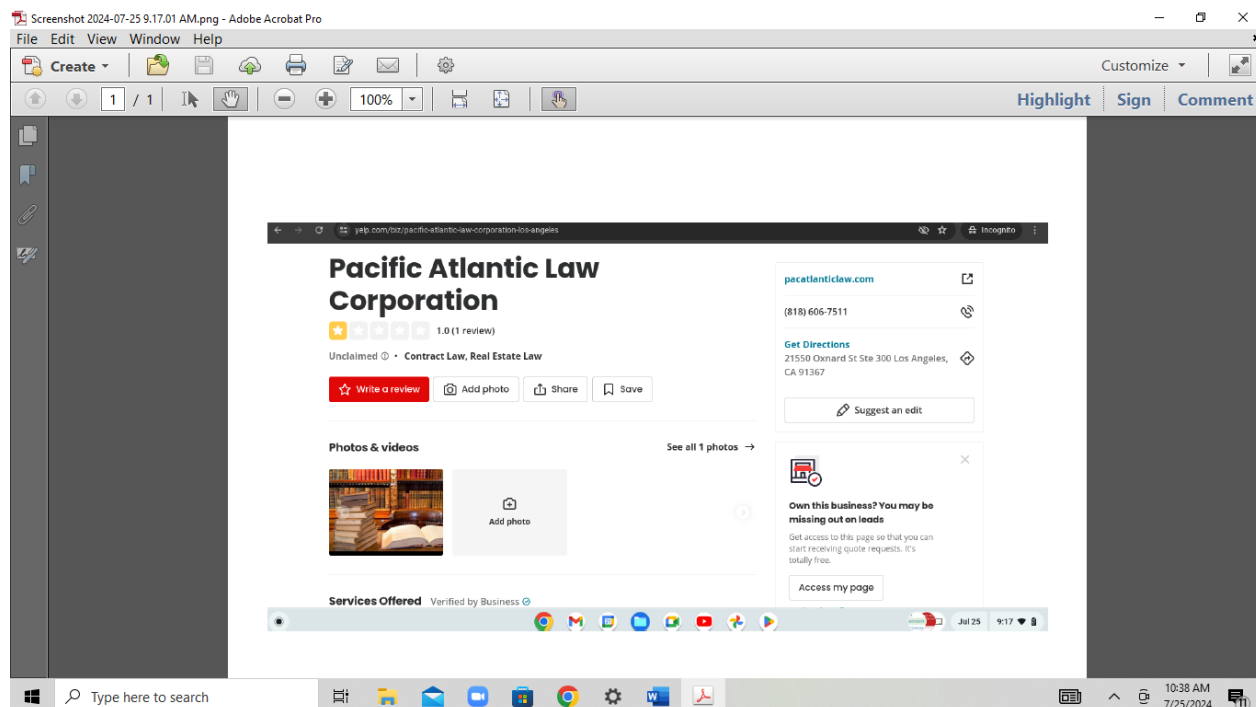 Screenshot 2024-07-25 9.17.01 AM.png - Adobe Acrobat Pro
File Edit View Window Help
Create
Customize
1 / 1
100%
Highlight Sign Comment
yelp.com/biz/pacific-atlantic-law-corporation-los-angeles
Incognito
Pacific Atlantic Law
Corporation
1.0 (1 review)
Unclaimed • Contract Law, Real Estate Law
Write a review
Add photo
Share
Save
Photos & videos
See all 1 photos →
Add photo
Services Offered Verified by Business
pacatlanticlaw.com
(818) 606-7511
Get Directions
21550 Oxnard St Ste 300 Los Angeles,
CA 91367
Suggest an edit
Own this business? You may be
missing out on leads
Get access to this page so that you can
start receiving quote requests. It's
totally free.
Access my page
Jul 25 9:17
Type here to search
10:38 AM
7/25/2024